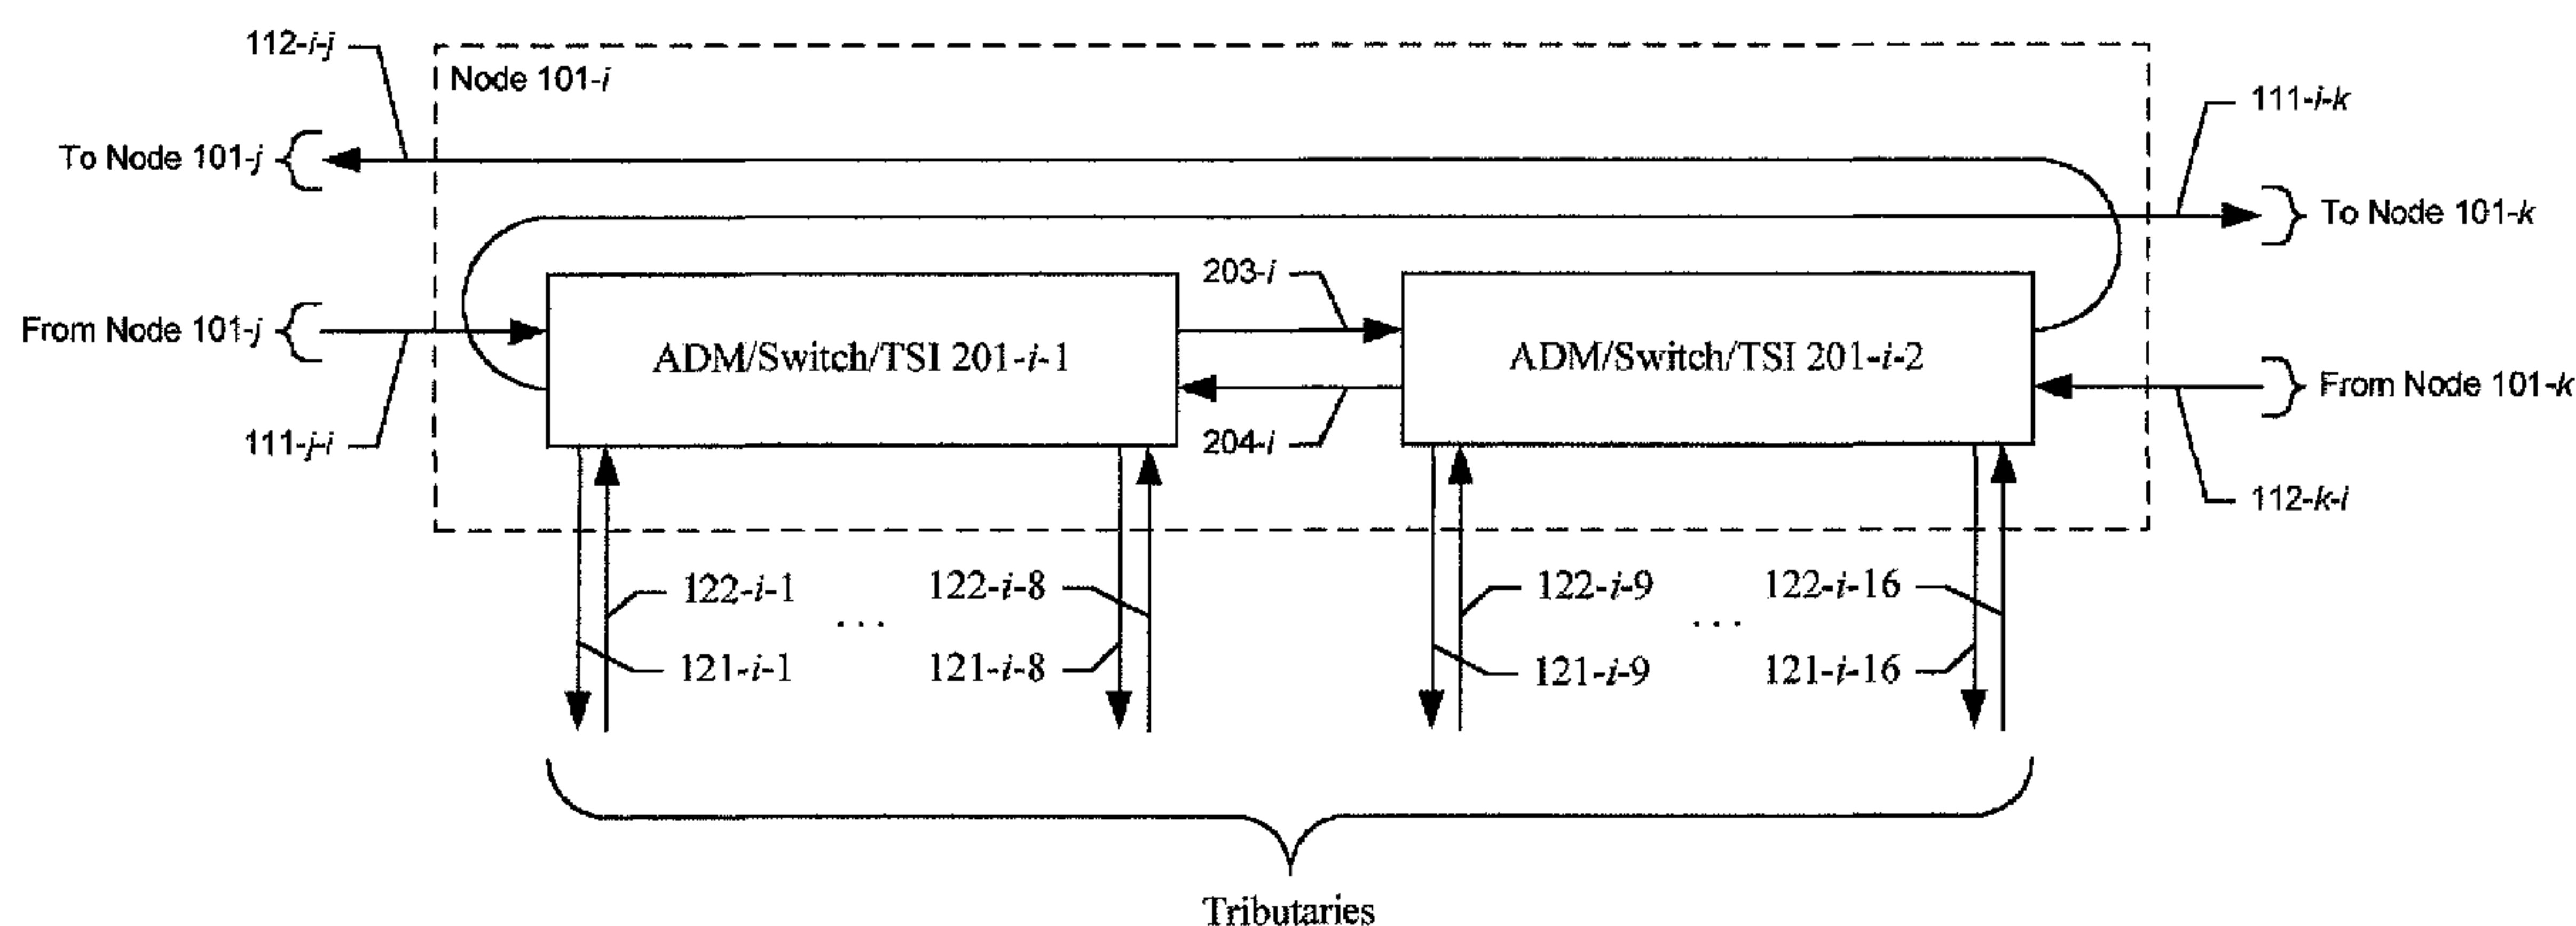 112-i-j
Node 101-i
111-i-k
To Node 101-j
To Node 101-k
203-i
From Node 101-j
ADM/Switch/TSI 201-i-1
ADM/Switch/TSI 201-i-2
From Node 101-k
111-j-i
204-i
112-k-i
122-i-1
122-i-8
122-i-9
122-i-16
. . .
. . .
121-i-1
121-i-8
121-i-9
121-i-16
Tributaries